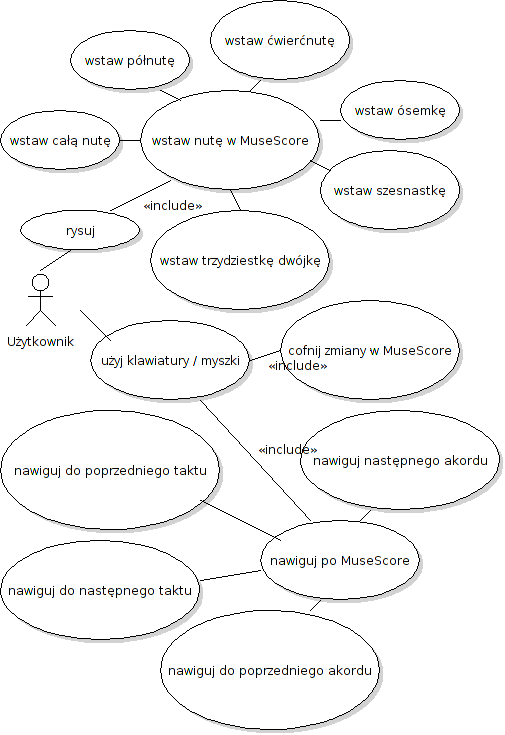 wstaw ćwierćnutę
wstaw półnutę
wstaw ósemkę
wstaw całą nutę
wstaw nutę w MuseScore
wstaw szesnastkę
«include»
rysuj
wstaw trzydziestkę dwójkę
Użytkownik
użyj klawiatury / myszki
cofnij zmiany w MuseScore
«include»
«include»
nawiguj następnego akordu
nawiguj do poprzedniego taktu
nawiguj po MuseScore
nawiguj do następnego taktu
nawiguj do poprzedniego akordu